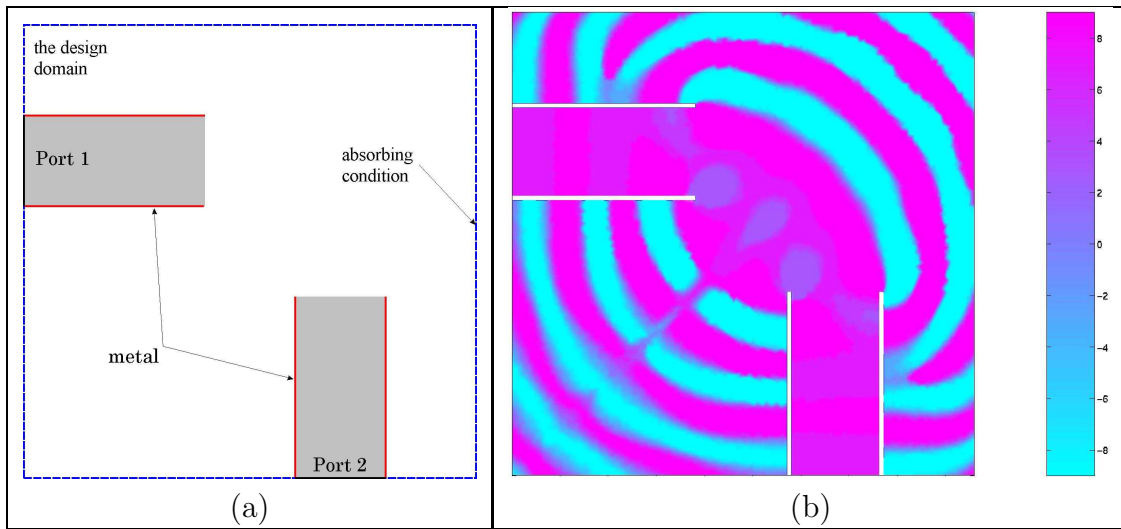 the design
domain
Port 1
absorbing
condition
metal
Port 2
(a)
8
6
4
2
0
-2
-4
-6
-8
(b)